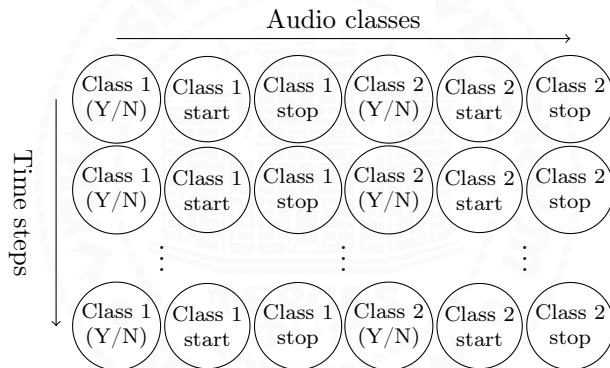 Audio classes
Time steps
Class 1 Class 1 Class 1 Class 2 Class 2 Class 2
(Y/N) start stop (Y/N) start stop
Class 1 Class 1 Class 1 Class 2 Class 2 Class 2
(Y/N) start stop (Y/N) start stop
Class 1 Class 1 Class 1 Class 2 Class 2 Class 2
(Y/N) start stop (Y/N) start stop